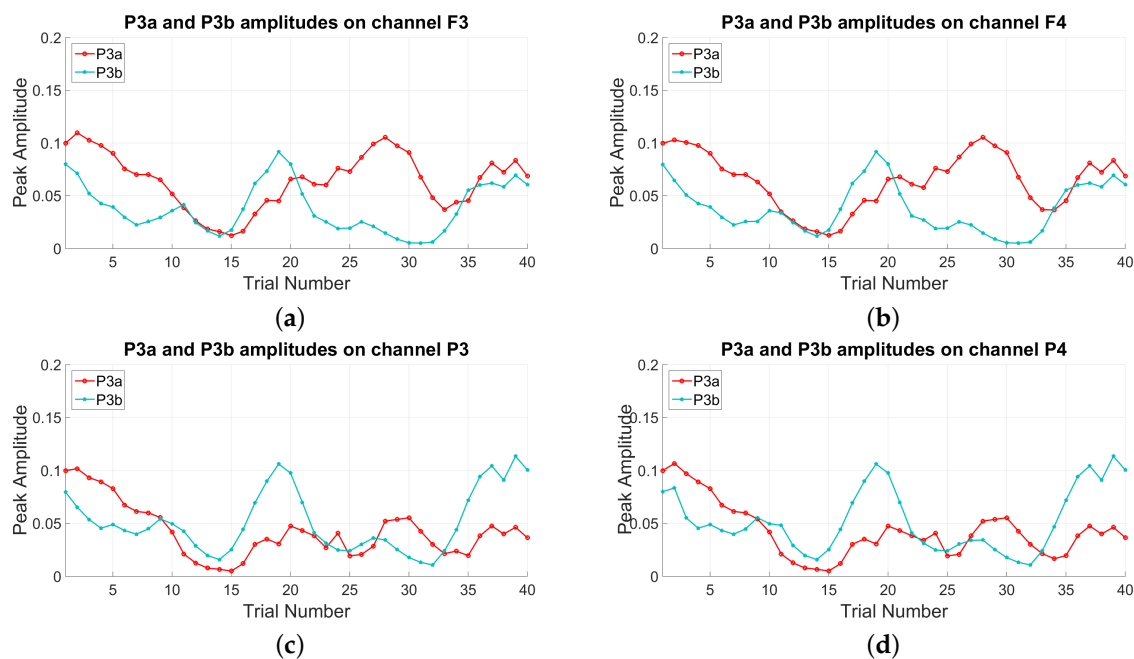 P3a and P3b amplitudes on channel F3
0.2
P3a
P3b
0.15
0.1
0.05
0
Peak Amplitude
5 10 15 20 25 30 35 40
Trial Number
(a)
P3a and P3b amplitudes on channel F4
0.2
P3a
P3b
0.15
0.1
0.05
0
Peak Amplitude
5 10 15 20 25 30 35 40
Trial Number
(b)
P3a and P3b amplitudes on channel P3
0.2
P3a
P3b
0.15
0.1
0.05
0
Peak Amplitude
5 10 15 20 25 30 35 40
Trial Number
(c)
P3a and P3b amplitudes on channel P4
0.2
P3a
P3b
0.15
0.1
0.05
0
Peak Amplitude
5 10 15 20 25 30 35 40
Trial Number
(d)